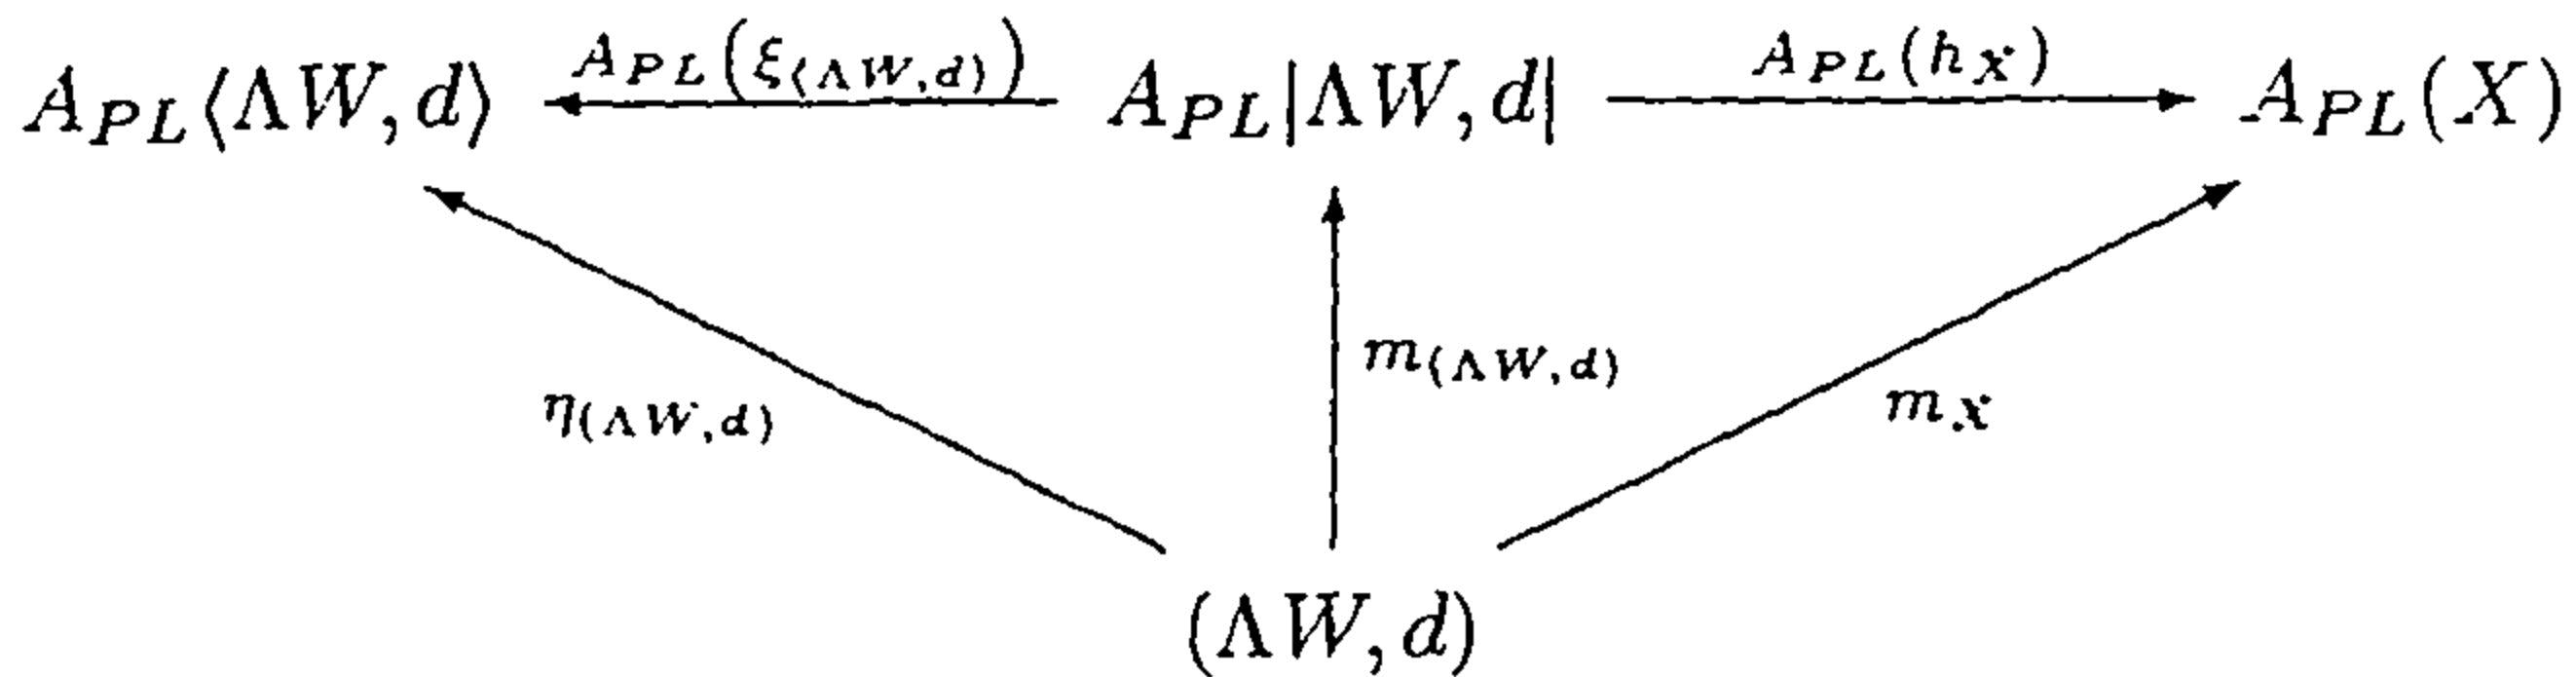 A_{PL}⟨ΛW, d⟩ A_{PL}(ξ_{(ΛW,d)}) A_{PL}|ΛW, d| A_{PL}(h_X) A_{PL}(X)
η_{(ΛW,d)} m_{(ΛW,d)} m_X
(ΛW, d)